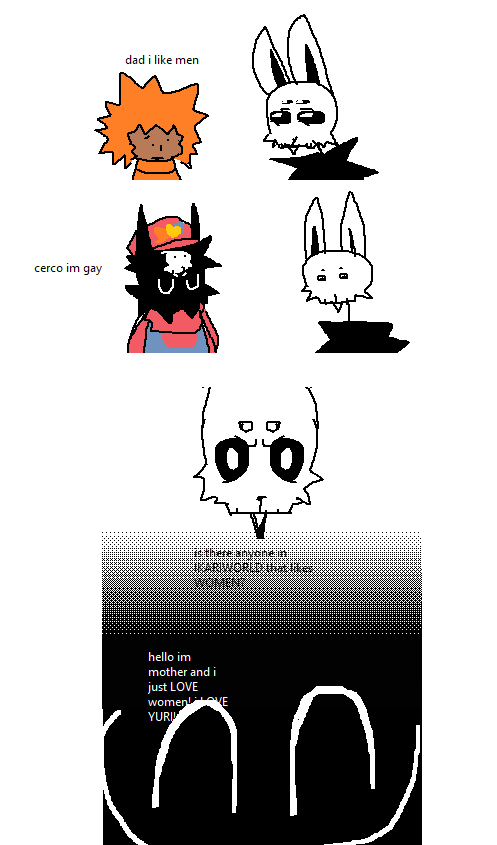 dad i like men
cerco im gay
is there anyone in
IKARIWORLD that likes
WOMEN?
hello im
mother and i
just LOVE
women! i LOVE
YURI!